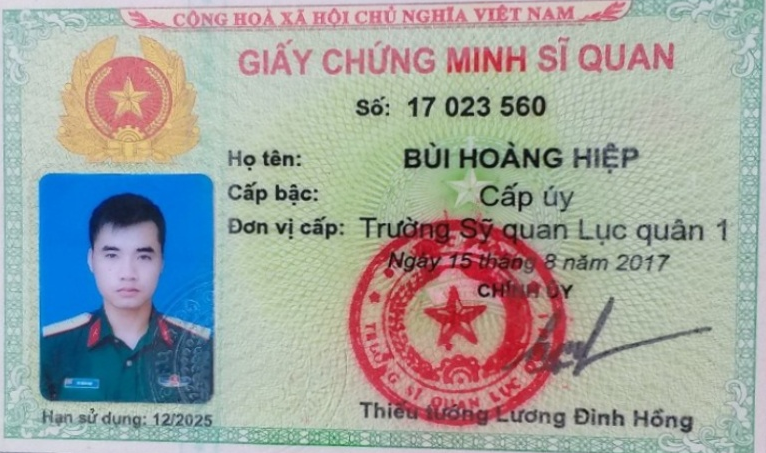 CỘNG HOÀ XÃ HỘI CHỦ NGHĨA VIỆT NAM
GIẤY CHỨNG MINH SĨ QUAN
Số: 17 023 560
Họ tên: BÙI HOÀNG HIỆP
Cấp bậc: Cấp úy
Đơn vị cấp: Trường Sỹ quan Lục quân 1
Ngày 15 tháng 8 năm 2017
CHÍNH ỦY
TRƯỜNG SĨ QUAN LỤC
Thiếu tướng Lương Đình Hồng
Hạn sử dụng: 12/2025